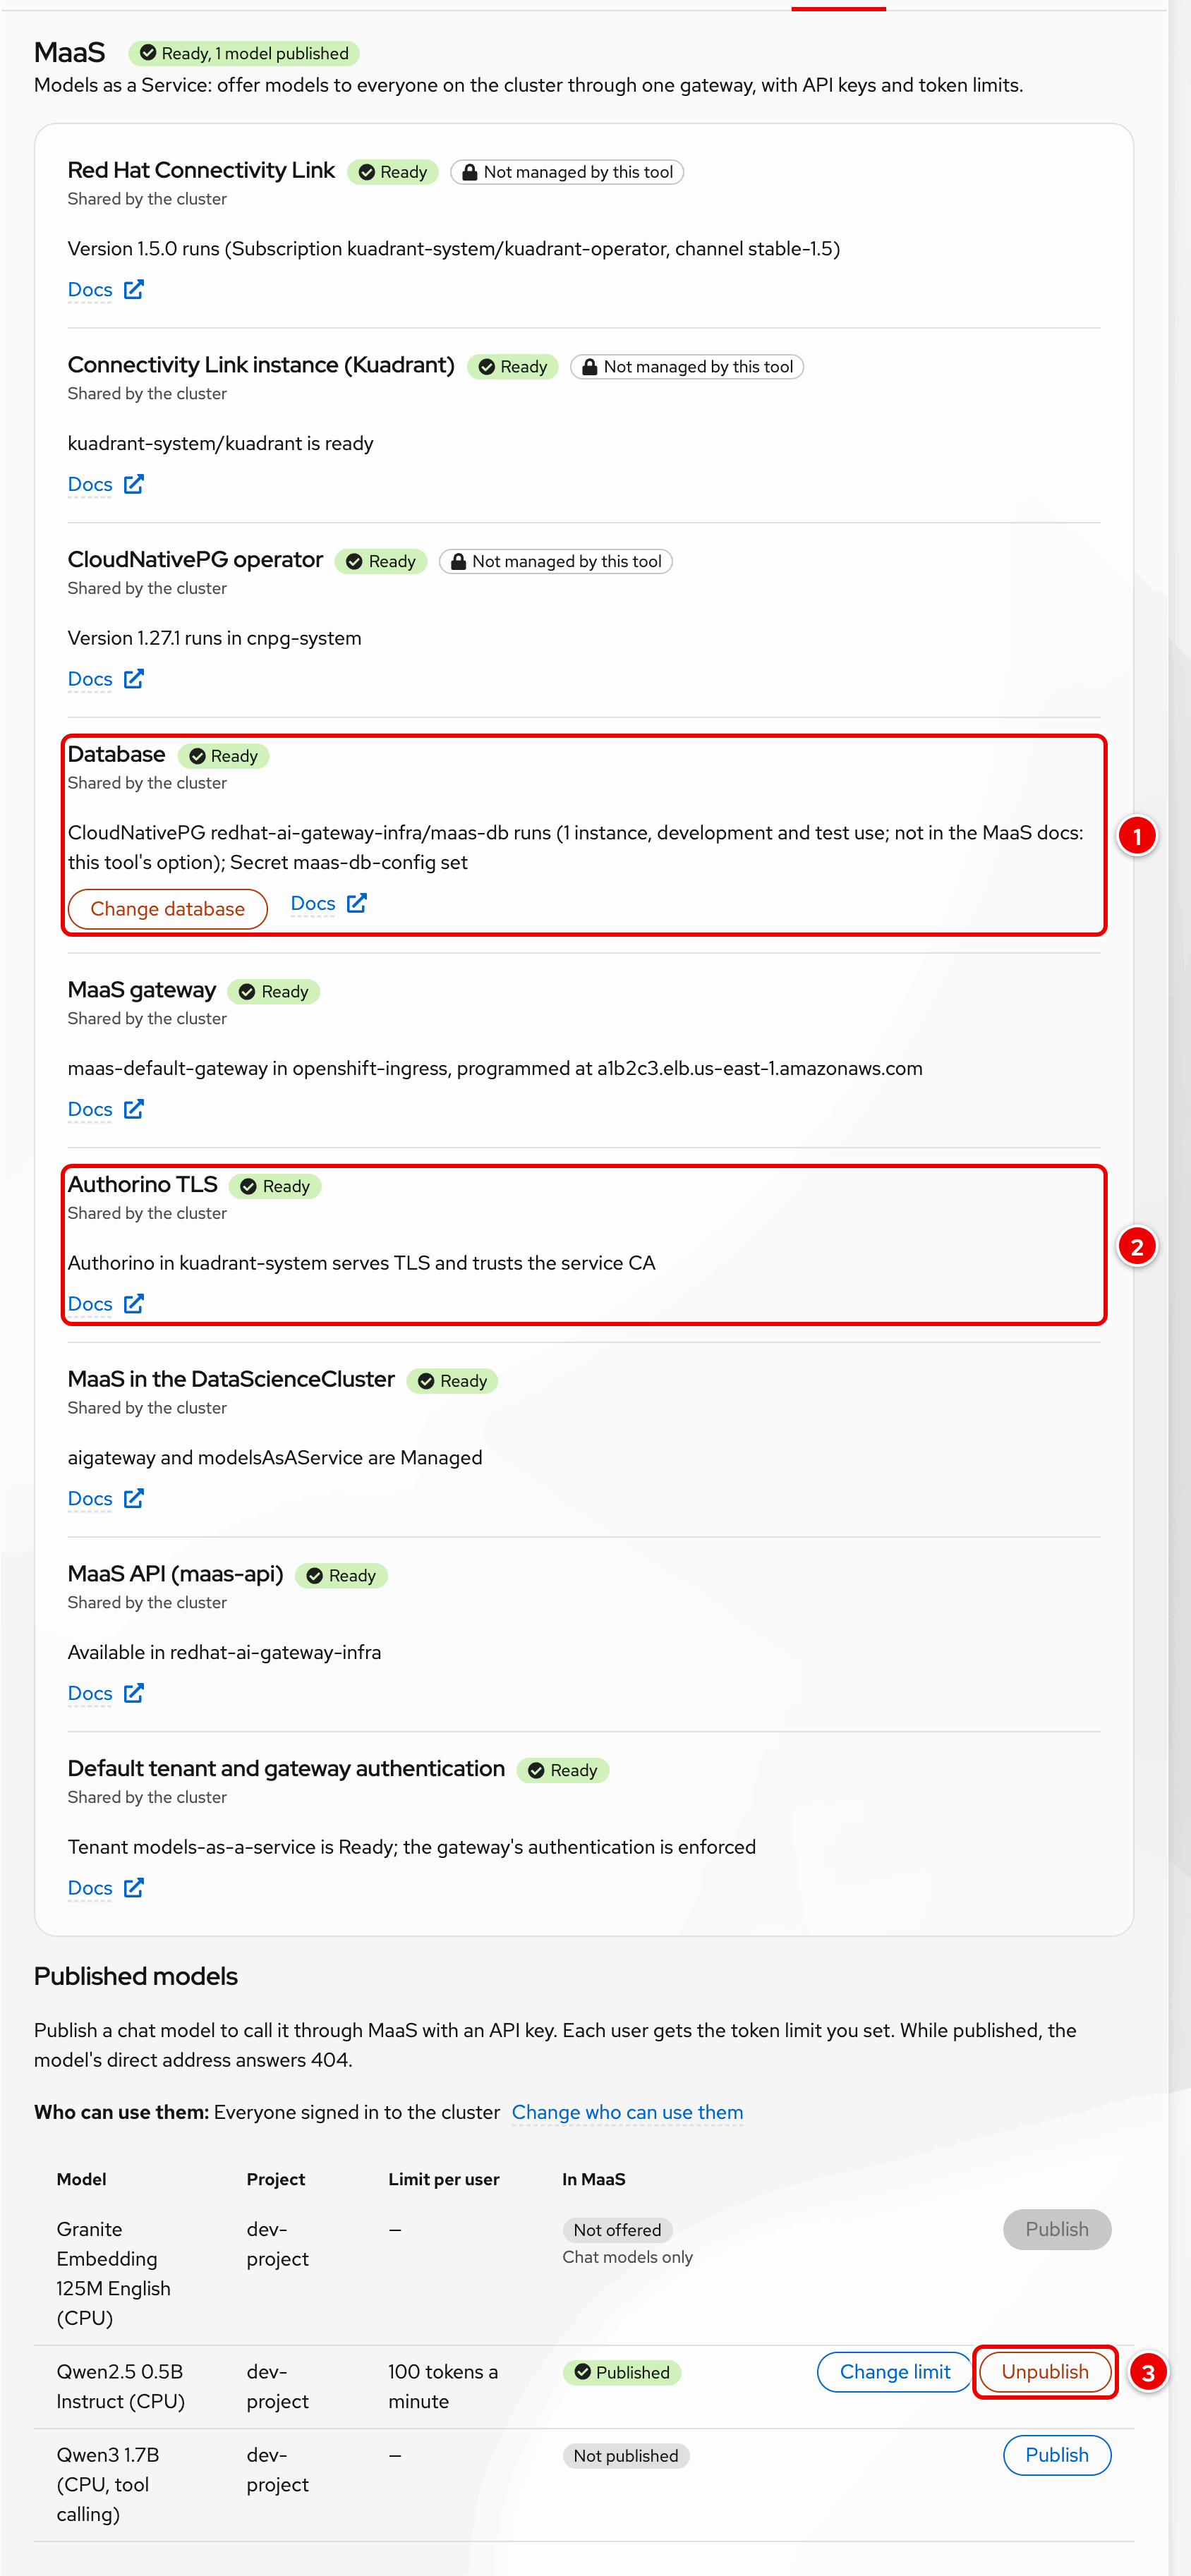 MaaS Ready, 1 model published
Models as a Service: offer models to everyone on the cluster through one gateway, with API keys and token limits.
Red Hat Connectivity Link Ready Not managed by this tool
Shared by the cluster
Version 1.5.0 runs (Subscription kuadrant-system/kuadrant-operator, channel stable-1.5)
Docs
Connectivity Link instance (Kuadrant) Ready Not managed by this tool
Shared by the cluster
kuadrant-system/kuadrant is ready
Docs
CloudNativePG operator Ready Not managed by this tool
Shared by the cluster
Version 1.27.1 runs in cnpg-system
Docs
Database Ready
Shared by the cluster
CloudNativePG redhat-ai-gateway-infra/maas-db runs (1 instance, development and test use; not in the MaaS docs:
this tool's option); Secret maas-db-config set
1
Change database Docs
MaaS gateway Ready
Shared by the cluster
maas-default-gateway in openshift-ingress, programmed at a1b2c3.elb.us-east-1.amazonaws.com
Docs
Authorino TLS Ready
Shared by the cluster
2
Authorino in kuadrant-system serves TLS and trusts the service CA
Docs
MaaS in the DataScienceCluster Ready
Shared by the cluster
aigateway and modelsAsAService are Managed
Docs
MaaS API (maas-api) Ready
Shared by the cluster
Available in redhat-ai-gateway-infra
Docs
Default tenant and gateway authentication Ready
Shared by the cluster
Tenant models-as-a-service is Ready; the gateway's authentication is enforced
Docs
Published models
Publish a chat model to call it through MaaS with an API key. Each user gets the token limit you set. While published, the
model's direct address answers 404.
Who can use them: Everyone signed in to the cluster Change who can use them
Model Project Limit per user In MaaS
Granite dev- – Not offered Publish
Embedding project Chat models only
125M English
(CPU)
Qwen2.5 0.5B dev- 100 tokens a Published Change limit Unpublish 3
Instruct (CPU) project minute
Qwen3 1.7B dev- – Not published Publish
(CPU, tool project
calling)